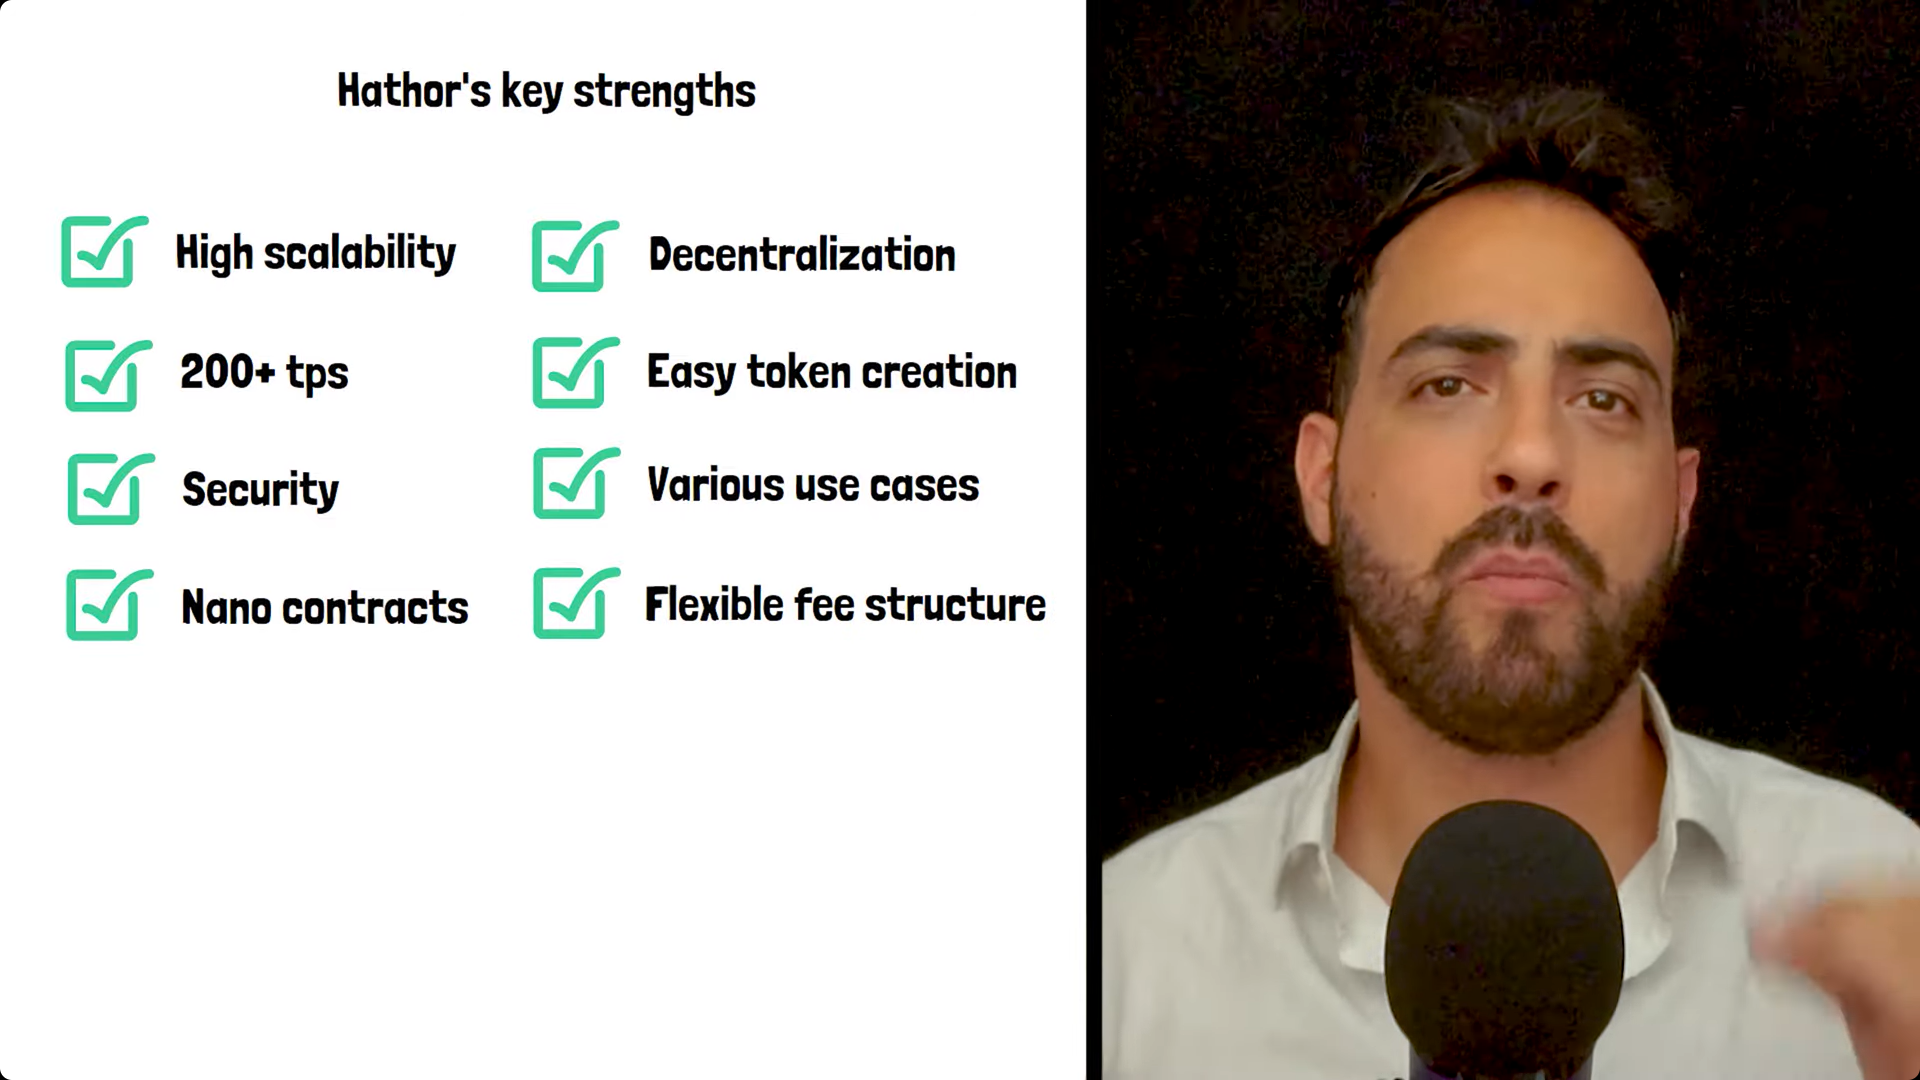 Hathor's key strengths
High scalability
200+ tps
Security
Nano contracts
Decentralization
Easy token creation
Various use cases
Flexible fee structure